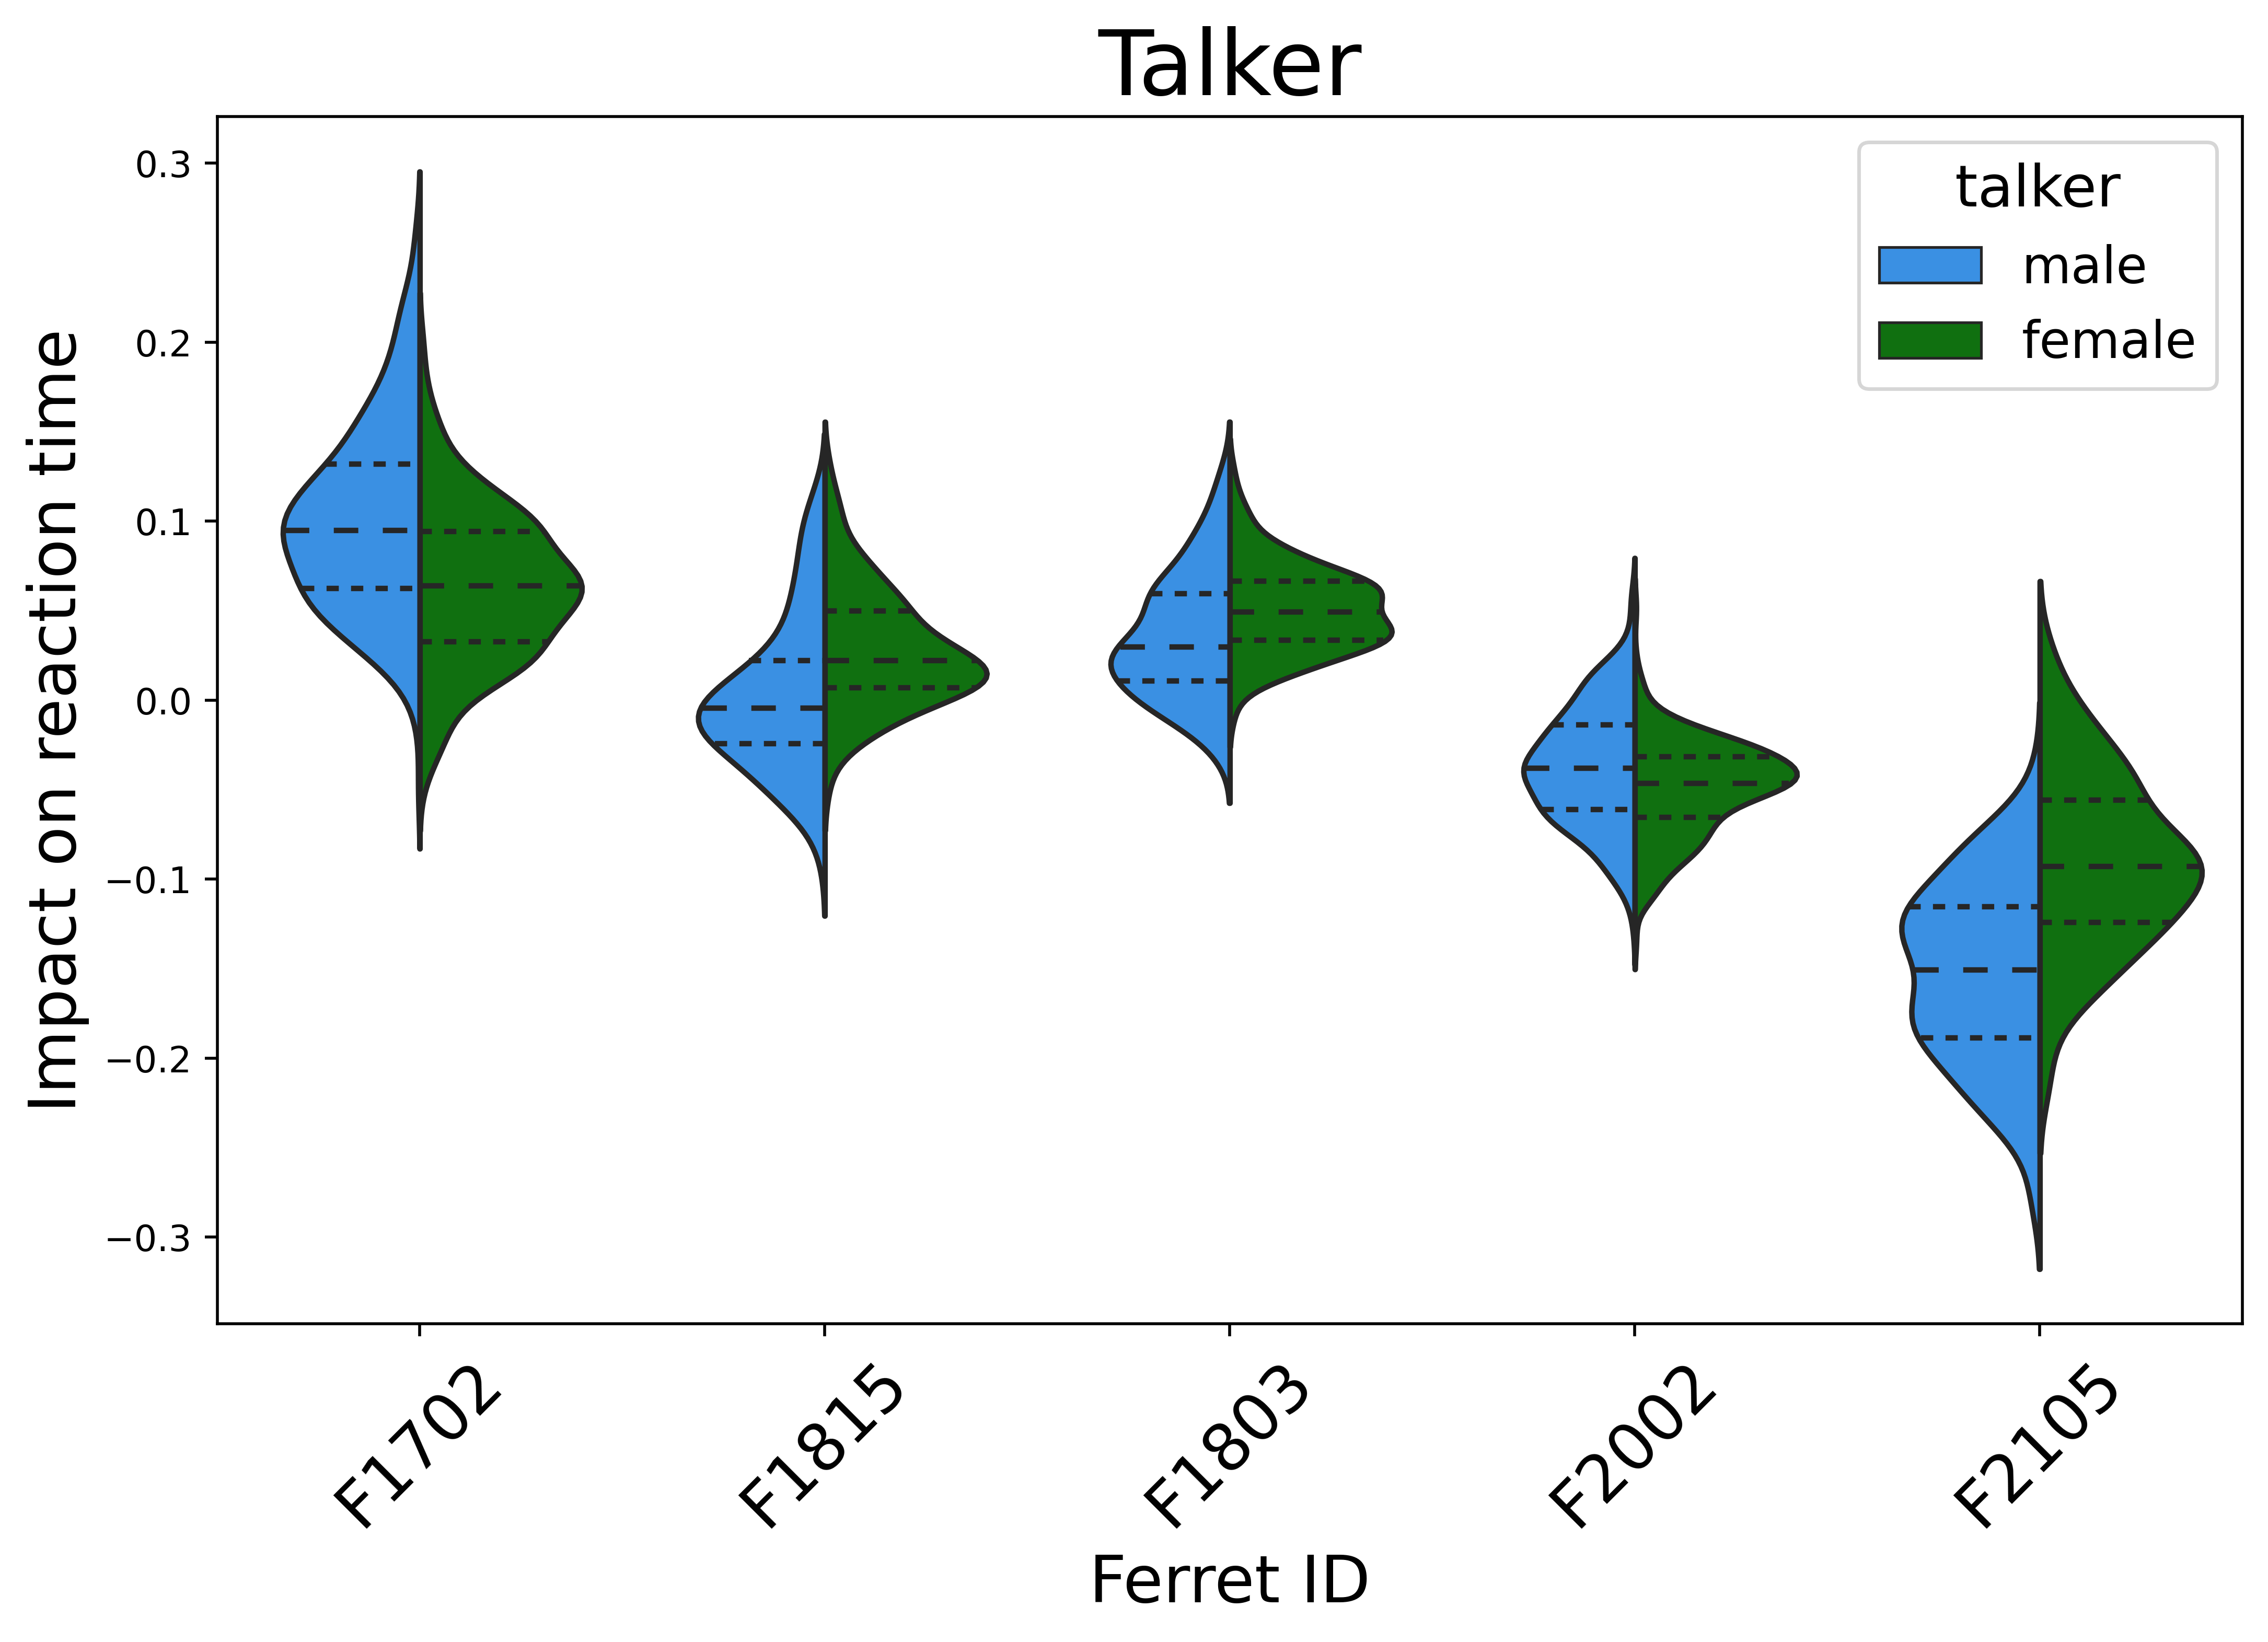 Talker
talker
male
female
Impact on reaction time
0.3
0.2
0.1
0.0
−0.1
−0.2
−0.3
F1702
F1815
F1803
F2002
F2105
Ferret ID